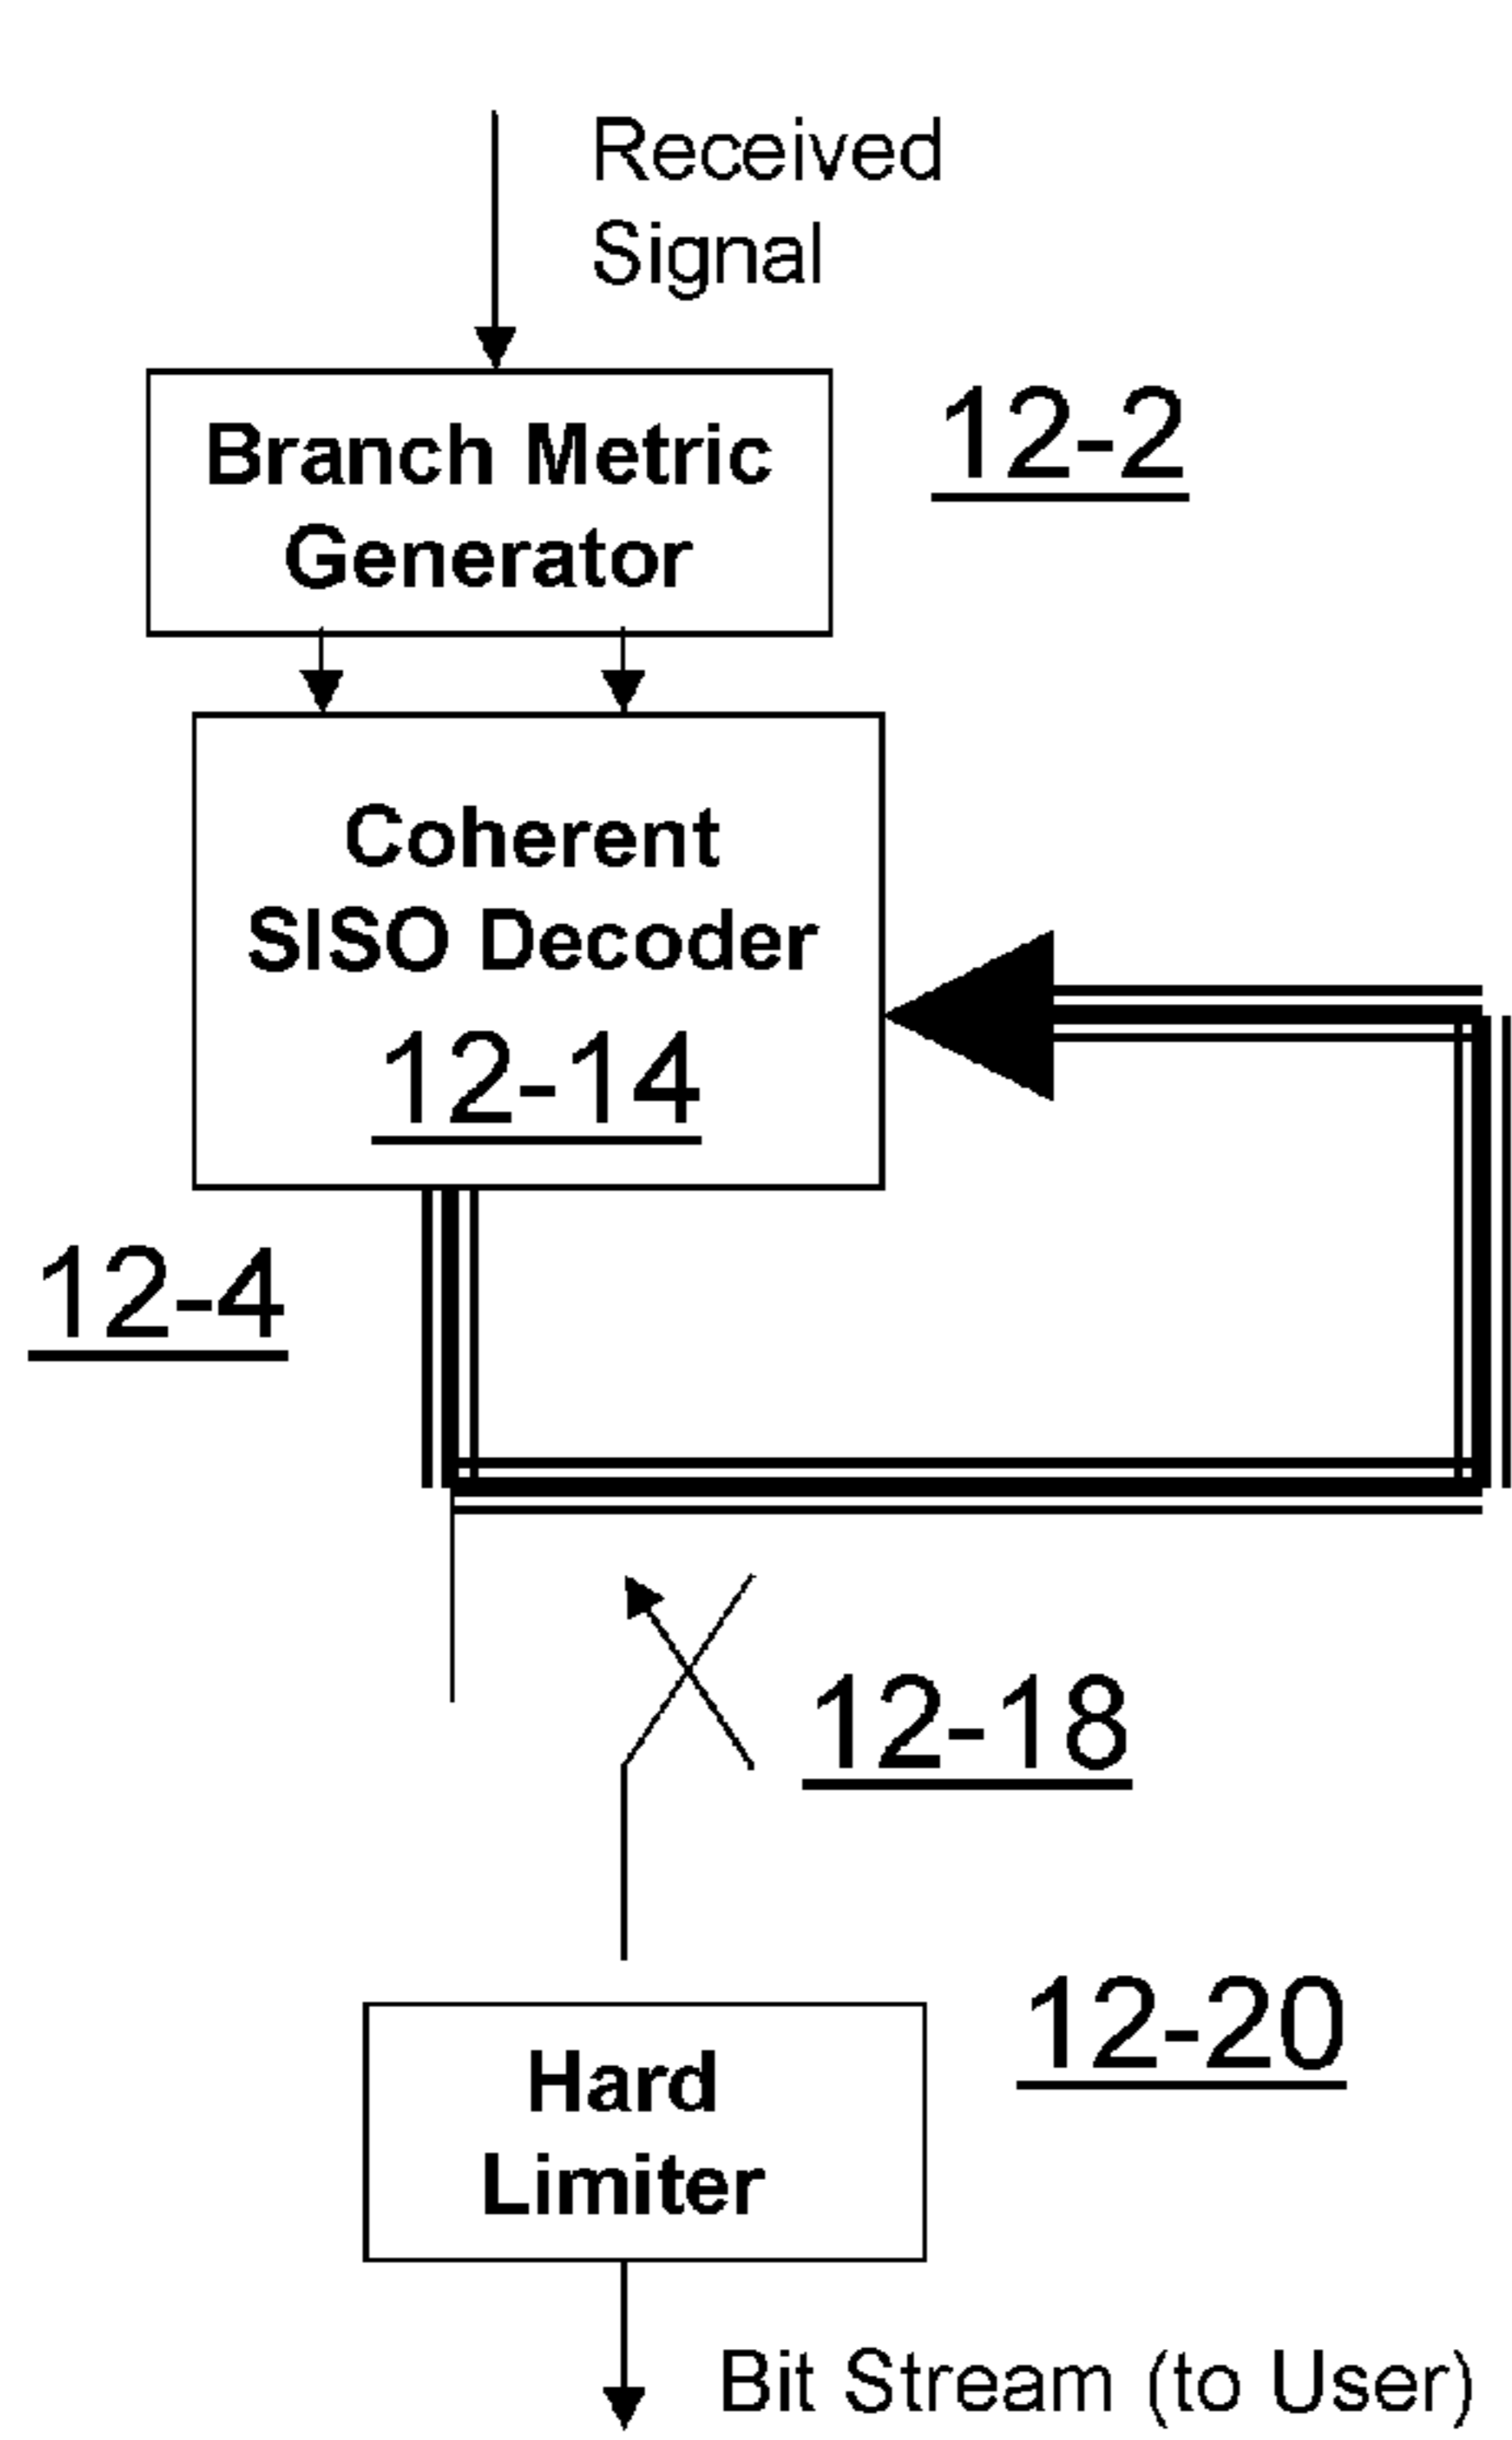 Received
Signal
Branch Metric
Generator
12-2
Coherent
SISO Decoder
12-14
12-4
12-18
12-20
Hard
Limiter
Bit Stream (to User)